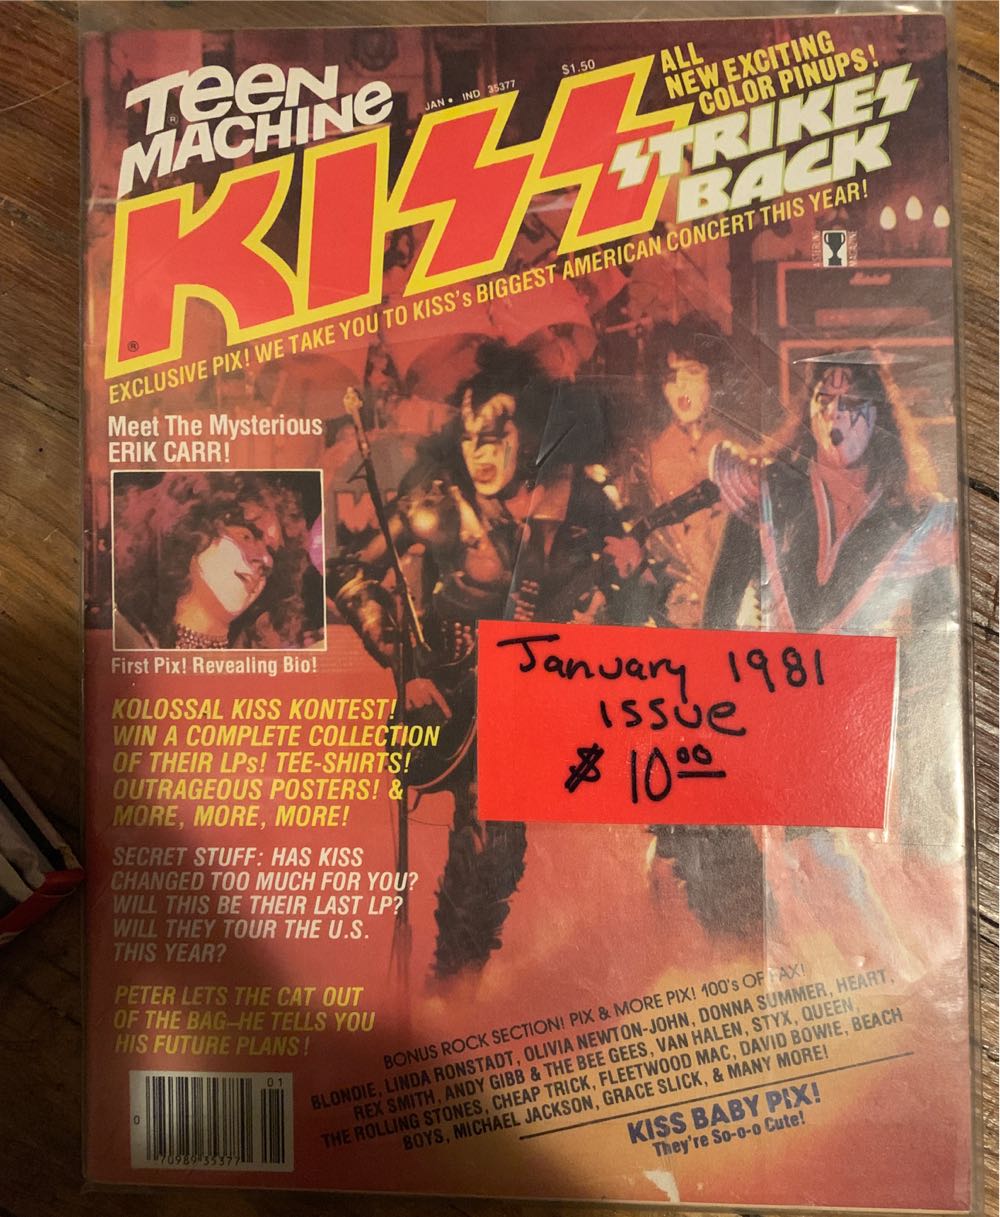 Teen
MACHINE
®
JAN • IND 35377
$1.50
KISS
®
STRIKES
BACK
ALL
NEW EXCITING
COLOR PINUPS!
EXCLUSIVE PIX! WE TAKE YOU TO KISS's BIGGEST AMERICAN CONCERT THIS YEAR!
Marshall
Meet The Mysterious
ERIK CARR!
First Pix! Revealing Bio!
January 1981
issue
$ 10 00
KOLOSSAL KISS KONTEST!
WIN A COMPLETE COLLECTION
OF THEIR LPs! TEE-SHIRTS!
OUTRAGEOUS POSTERS! &
MORE, MORE, MORE!
SECRET STUFF: HAS KISS
CHANGED TOO MUCH FOR YOU?
WILL THIS BE THEIR LAST LP?
WILL THEY TOUR THE U.S.
THIS YEAR?
PETER LETS THE CAT OUT
OF THE BAG—HE TELLS YOU
HIS FUTURE PLANS!
BONUS ROCK SECTION! PIX & MORE PIX! 100's OF FAX!
BLONDIE, LINDA RONSTADT, OLIVIA NEWTON-JOHN, DONNA SUMMER, HEART,
REX SMITH, ANDY GIBB & THE BEE GEES, VAN HALEN, STYX, QUEEN,
THE ROLLING STONES, CHEAP TRICK, FLEETWOOD MAC, DAVID BOWIE, BEACH
BOYS, MICHAEL JACKSON, GRACE SLICK, & MANY MORE!
KISS BABY PIX!
They're So-o-o Cute!
01
0
70989 35377